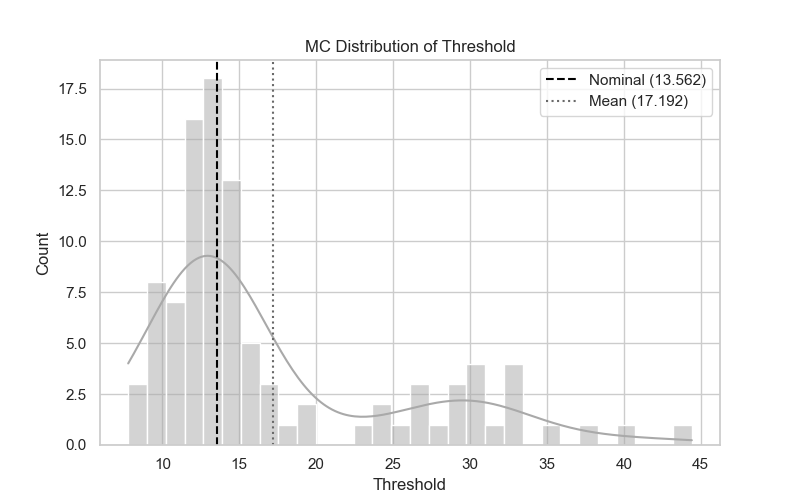 MC Distribution of Threshold
Nominal (13.562)
Mean (17.192)
Count
17.5
15.0
12.5
10.0
7.5
5.0
2.5
0.0
10 15 20 25 30 35 40 45
Threshold